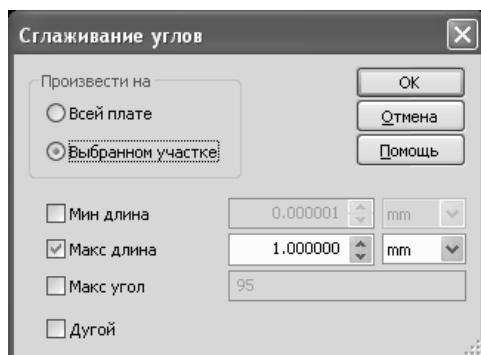 Сглаживание углов
Произвести на
Всей плате
Выбранном участке
OK
Отмена
Помощь
Мин длина 0.000001 mm
Макс длина 1.000000 mm
Макс угол 95
Дугой